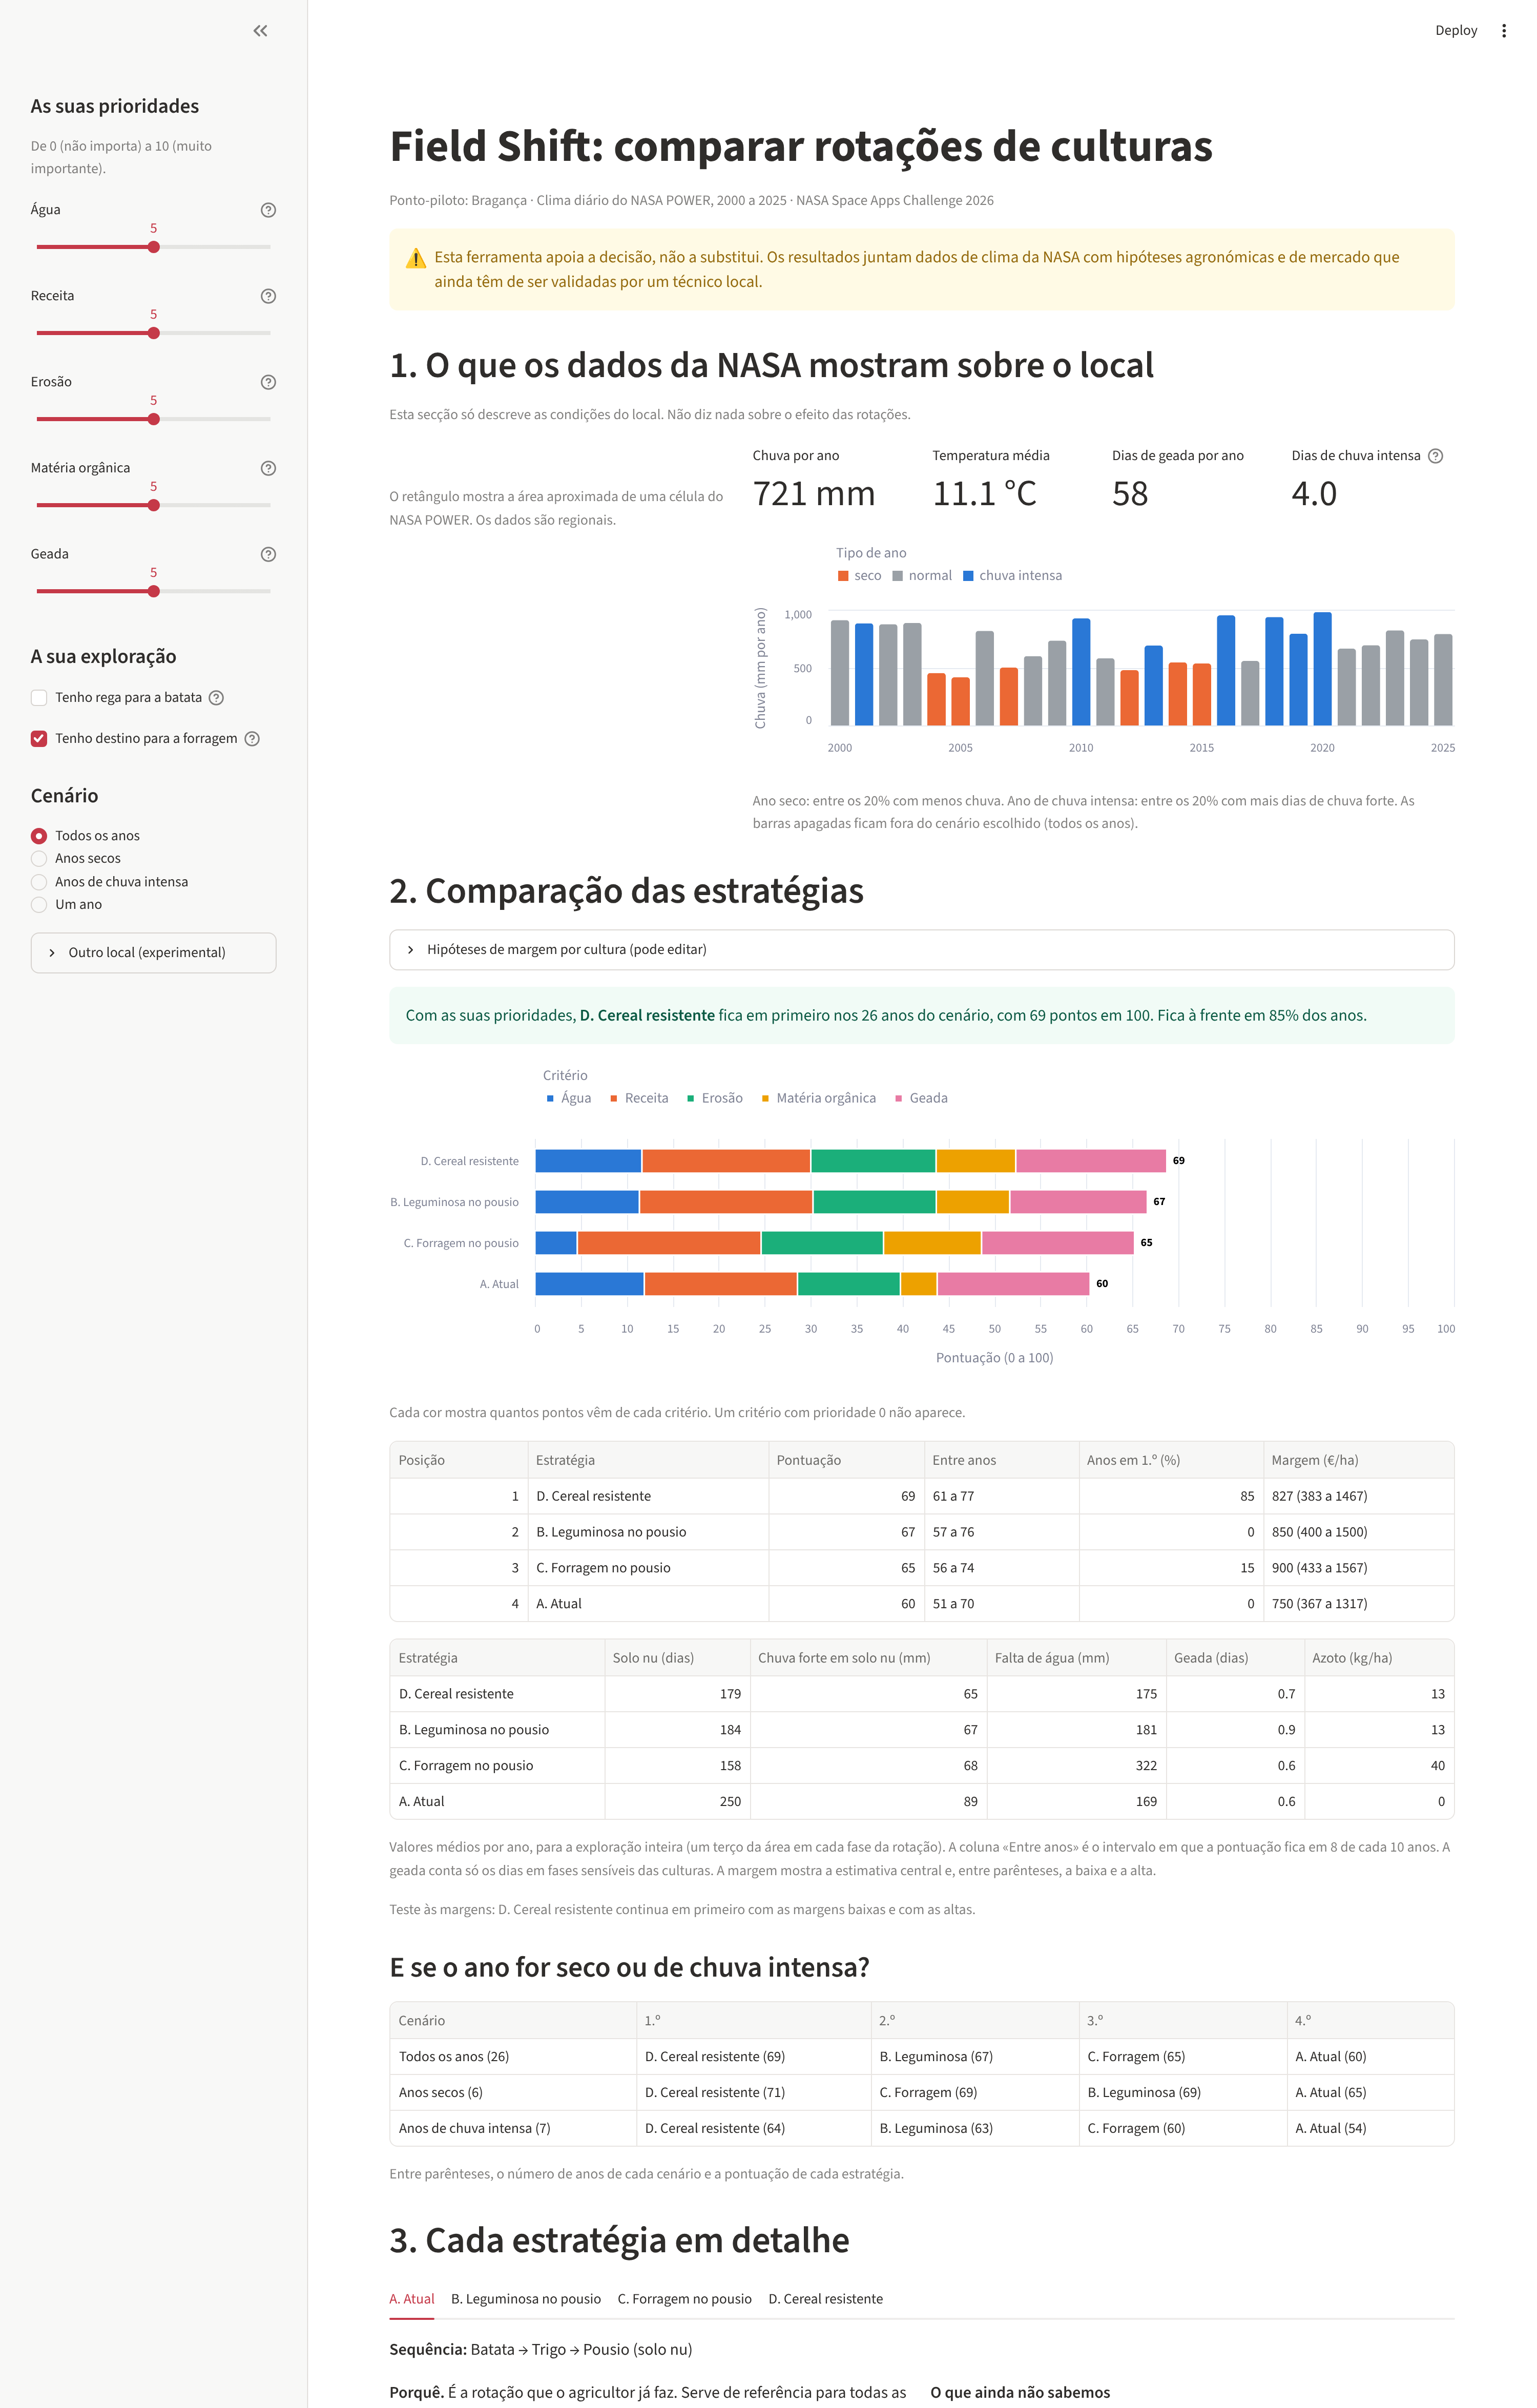 Deploy
As suas prioridades
De 0 (não importa) a 10 (muito
importante).
Água
5
Receita
5
Erosão
5
Matéria orgânica
5
Geada
5
A sua exploração
Tenho rega para a batata
Tenho destino para a forragem
Cenário
Todos os anos
Anos secos
Anos de chuva intensa
Um ano
Outro local (experimental)
Field Shift: comparar rotações de culturas
Ponto-piloto: Bragança · Clima diário do NASA POWER, 2000 a 2025 · NASA Space Apps Challenge 2026
Esta ferramenta apoia a decisão, não a substitui. Os resultados juntam dados de clima da NASA com hipóteses agronómicas e de mercado que
ainda têm de ser validadas por um técnico local.
1. O que os dados da NASA mostram sobre o local
Esta secção só descreve as condições do local. Não diz nada sobre o efeito das rotações.
O retângulo mostra a área aproximada de uma célula do
NASA POWER. Os dados são regionais.
Chuva por ano
721 mm
Temperatura média
11.1 °C
Dias de geada por ano
58
Dias de chuva intensa
4.0
Tipo de ano
seco normal chuva intensa
Chuva (mm por ano)
1,000
500
0
2000 2005 2010 2015 2020 2025
Ano seco: entre os 20% com menos chuva. Ano de chuva intensa: entre os 20% com mais dias de chuva forte. As
barras apagadas ficam fora do cenário escolhido (todos os anos).
2. Comparação das estratégias
Hipóteses de margem por cultura (pode editar)
Com as suas prioridades, D. Cereal resistente fica em primeiro nos 26 anos do cenário, com 69 pontos em 100. Fica à frente em 85% dos anos.
Critério
Água Receita Erosão Matéria orgânica Geada
D. Cereal resistente 69
B. Leguminosa no pousio 67
C. Forragem no pousio 65
A. Atual 60
0 5 10 15 20 25 30 35 40 45 50 55 60 65 70 75 80 85 90 95 100
Pontuação (0 a 100)
Cada cor mostra quantos pontos vêm de cada critério. Um critério com prioridade 0 não aparece.
Posição Estratégia Pontuação Entre anos Anos em 1.º (%) Margem (€/ha)
1 D. Cereal resistente 69 61 a 77 85 827 (383 a 1467)
2 B. Leguminosa no pousio 67 57 a 76 0 850 (400 a 1500)
3 C. Forragem no pousio 65 56 a 74 15 900 (433 a 1567)
4 A. Atual 60 51 a 70 0 750 (367 a 1317)
Estratégia Solo nu (dias) Chuva forte em solo nu (mm) Falta de água (mm) Geada (dias) Azoto (kg/ha)
D. Cereal resistente 179 65 175 0.7 13
B. Leguminosa no pousio 184 67 181 0.9 13
C. Forragem no pousio 158 68 322 0.6 40
A. Atual 250 89 169 0.6 0
Valores médios por ano, para a exploração inteira (um terço da área em cada fase da rotação). A coluna «Entre anos» é o intervalo em que a pontuação fica em 8 de cada 10 anos. A
geada conta só os dias em fases sensíveis das culturas. A margem mostra a estimativa central e, entre parênteses, a baixa e a alta.
Teste às margens: D. Cereal resistente continua em primeiro com as margens baixas e com as altas.
E se o ano for seco ou de chuva intensa?
Cenário 1.º 2.º 3.º 4.º
Todos os anos (26) D. Cereal resistente (69) B. Leguminosa (67) C. Forragem (65) A. Atual (60)
Anos secos (6) D. Cereal resistente (71) C. Forragem (69) B. Leguminosa (69) A. Atual (65)
Anos de chuva intensa (7) D. Cereal resistente (64) B. Leguminosa (63) C. Forragem (60) A. Atual (54)
Entre parênteses, o número de anos de cada cenário e a pontuação de cada estratégia.
3. Cada estratégia em detalhe
A. Atual B. Leguminosa no pousio C. Forragem no pousio D. Cereal resistente
Sequência: Batata → Trigo → Pousio (solo nu)
Porquê. É a rotação que o agricultor já faz. Serve de referência para todas as
O que ainda não sabemos